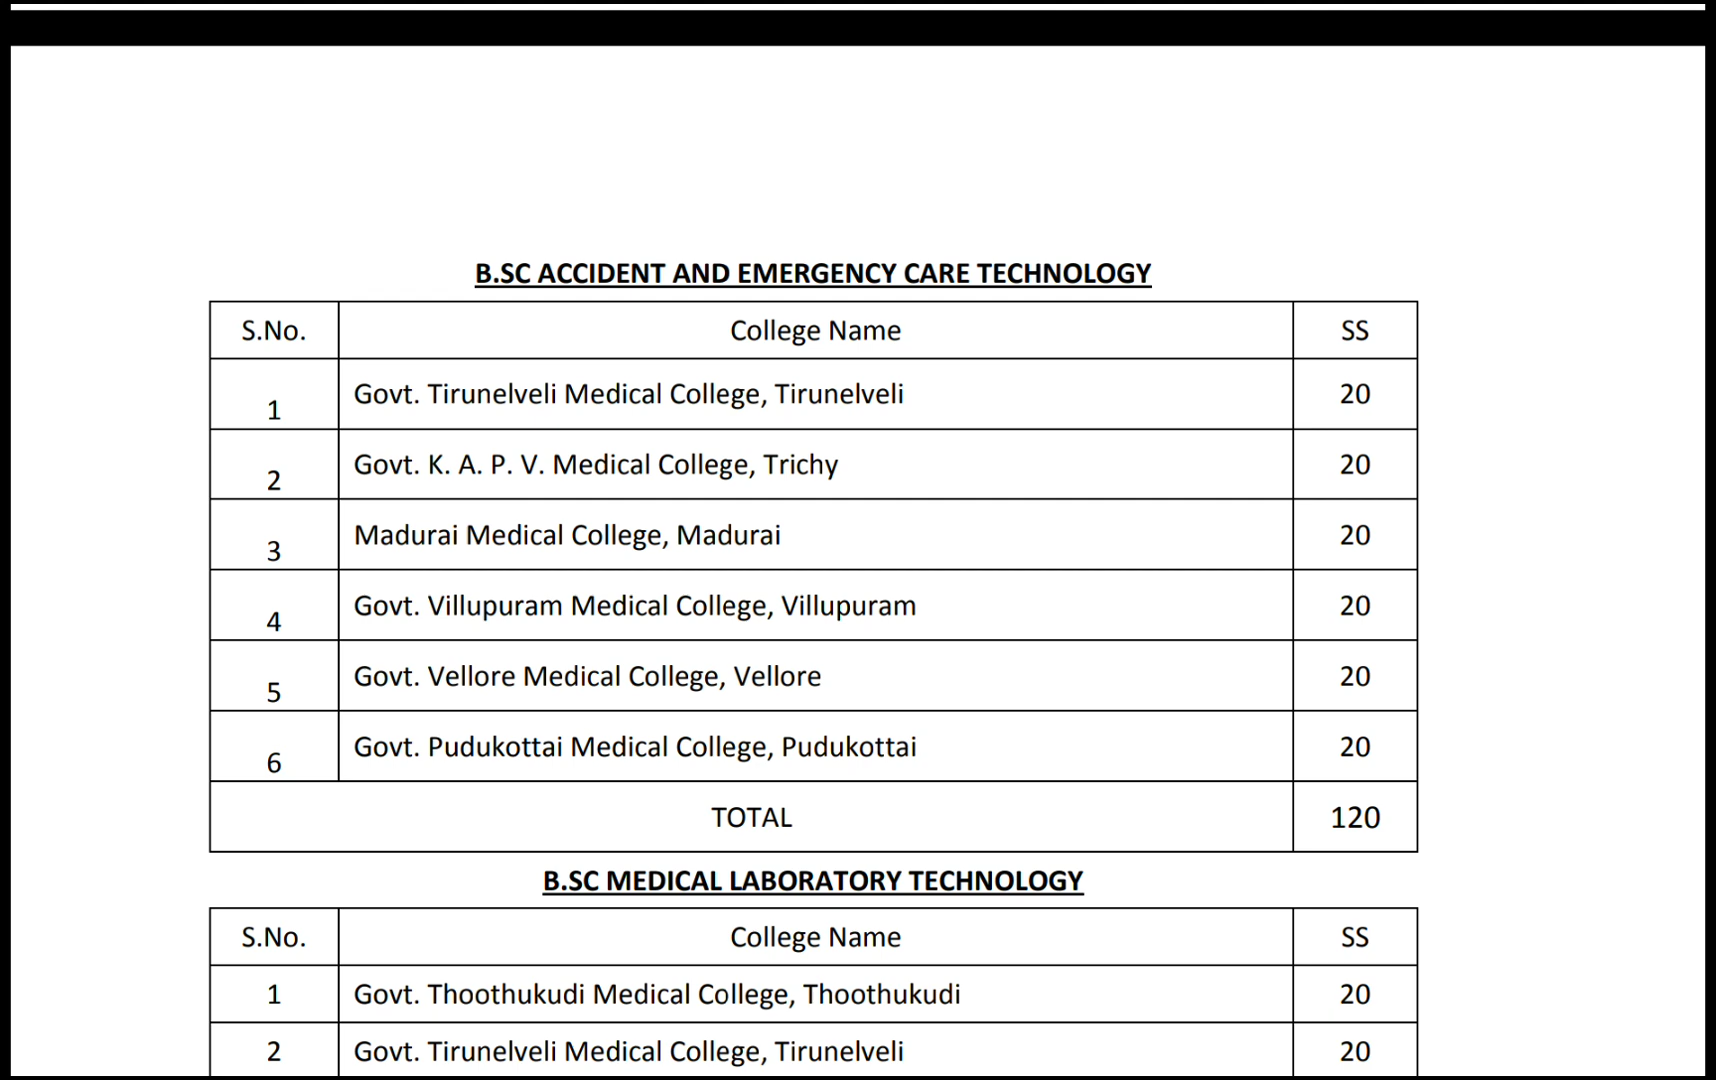 B.SC ACCIDENT AND EMERGENCY CARE TECHNOLOGY
S.No. College Name SS
1 Govt. Tirunelveli Medical College, Tirunelveli 20
2 Govt. K. A. P. V. Medical College, Trichy 20
3 Madurai Medical College, Madurai 20
4 Govt. Villupuram Medical College, Villupuram 20
5 Govt. Vellore Medical College, Vellore 20
6 Govt. Pudukottai Medical College, Pudukottai 20
TOTAL 120
B.SC MEDICAL LABORATORY TECHNOLOGY
S.No. College Name SS
1 Govt. Thoothukudi Medical College, Thoothukudi 20
2 Govt. Tirunelveli Medical College, Tirunelveli 20